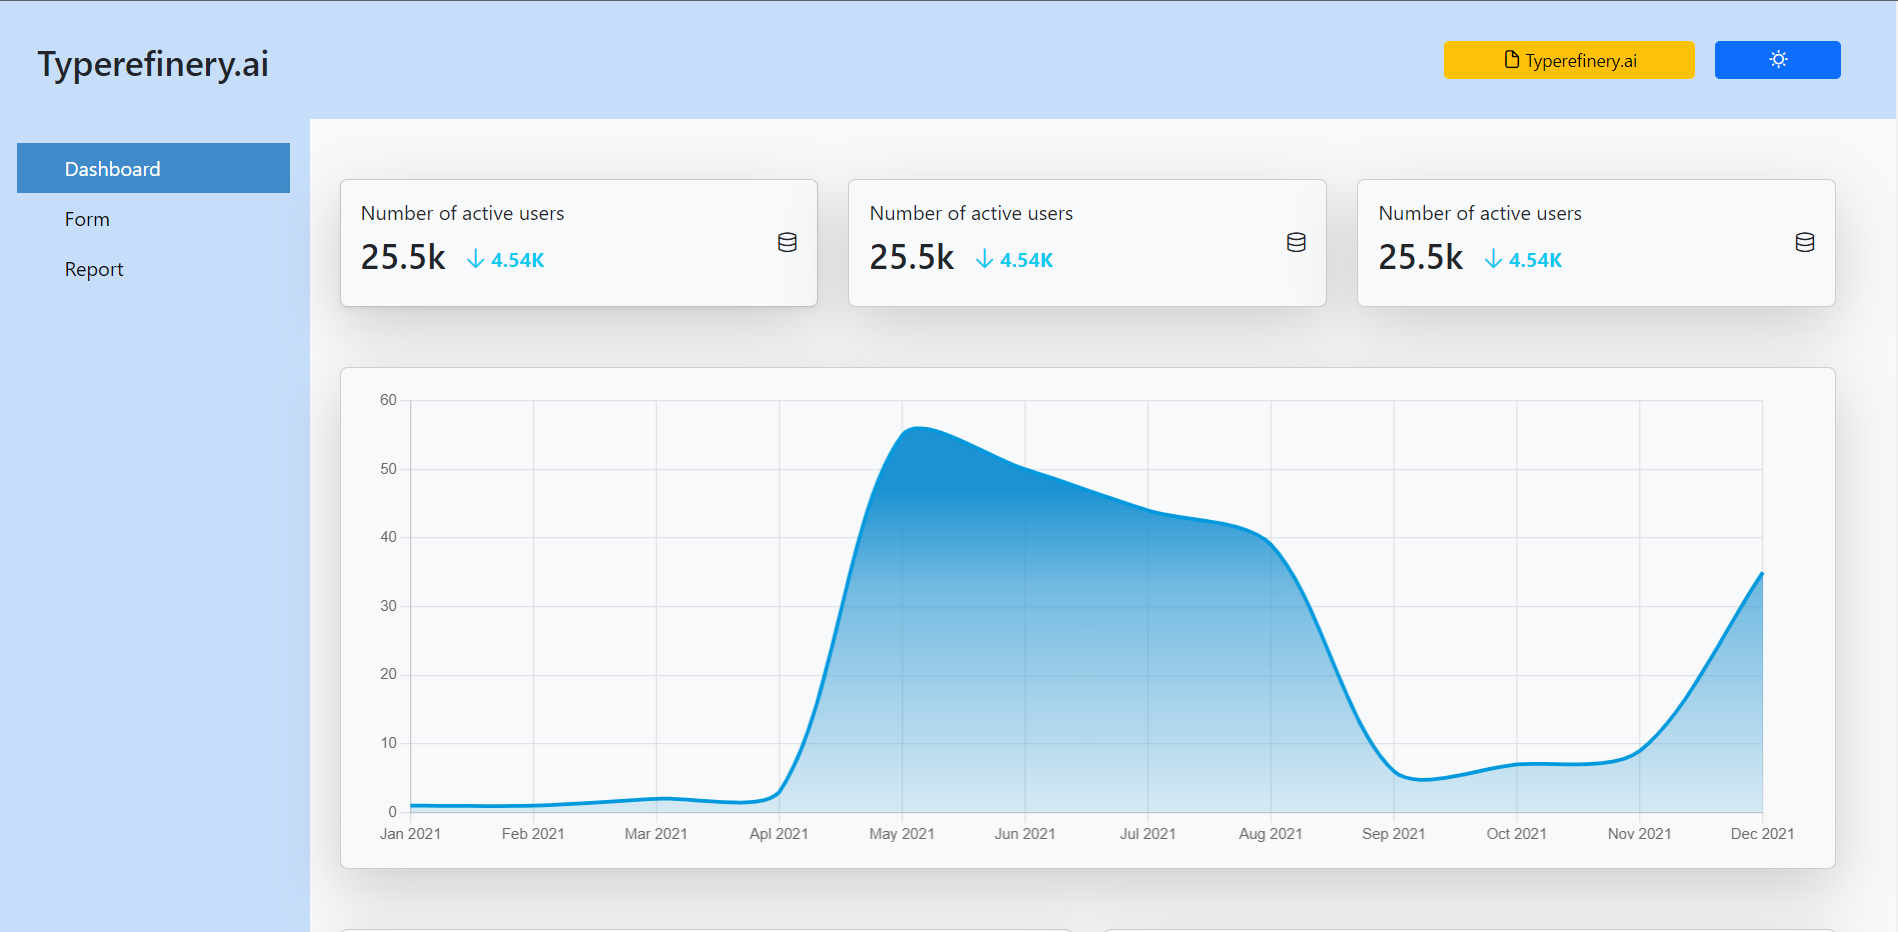 Typerefinery.ai
Typerefinery.ai
Dashboard
Form
Report
Number of active users
25.5k 4.54K
Number of active users
25.5k 4.54K
Number of active users
25.5k 4.54K
60
50
40
30
20
10
0
Jan 2021 Feb 2021 Mar 2021 Apl 2021 May 2021 Jun 2021 Jul 2021 Aug 2021 Sep 2021 Oct 2021 Nov 2021 Dec 2021